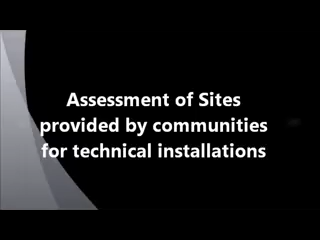 Assessment of Sites
provided by communities
for technical installations